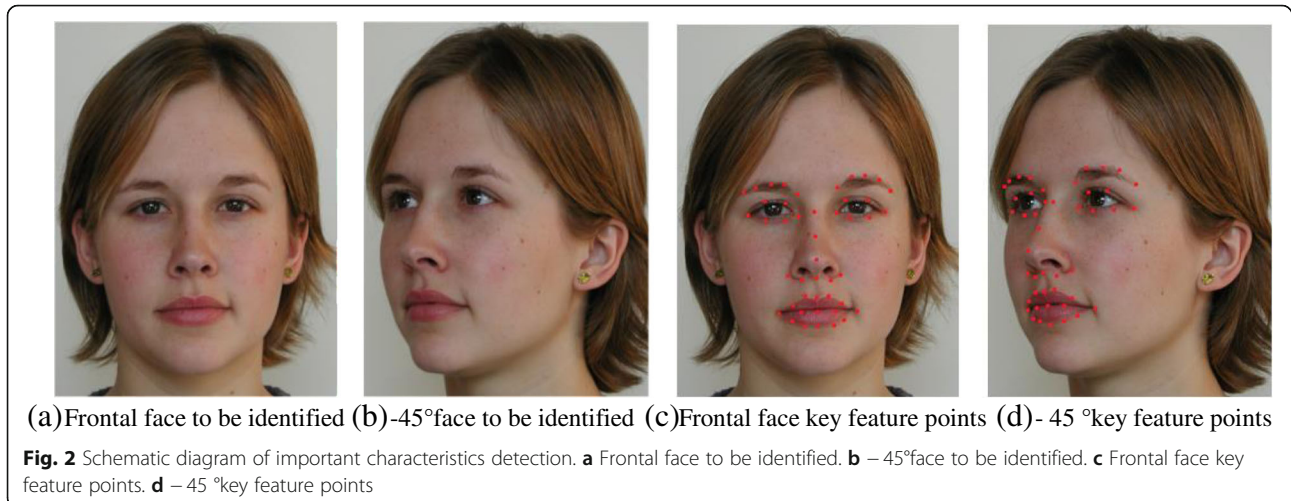 (a)Frontal face to be identified (b)-45°face to be identified (c)Frontal face key feature points (d)- 45 °key feature points
Fig. 2 Schematic diagram of important characteristics detection. a Frontal face to be identified. b − 45°face to be identified. c Frontal face key
feature points. d − 45 °key feature points